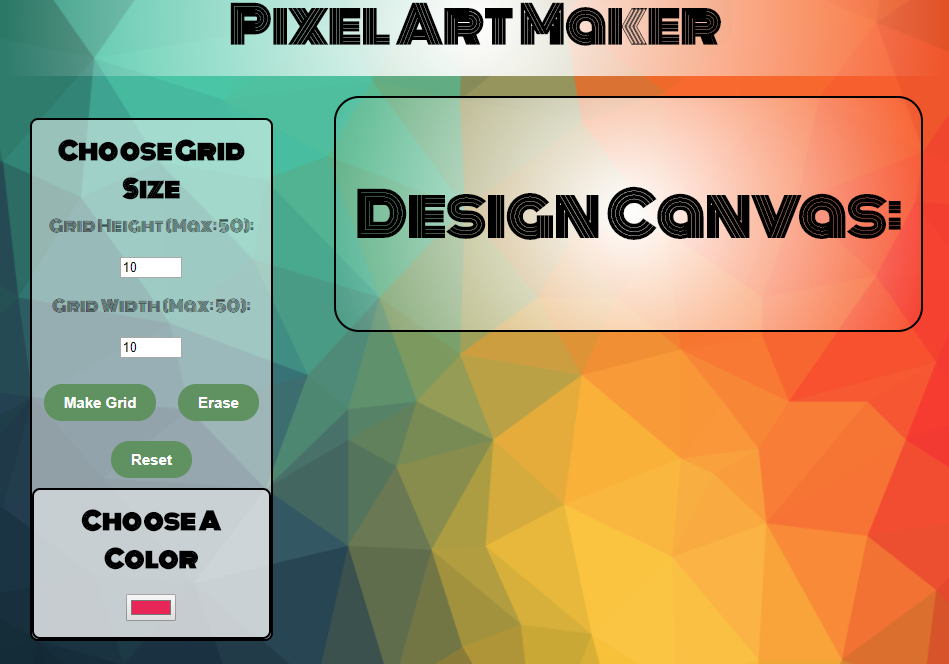 Pixel Art Maker
Choose Grid
Size
Grid Height (Max: 50):
10
Grid Width (Max: 50):
10
Make Grid
Erase
Reset
Choose A
Color
Design Canvas: